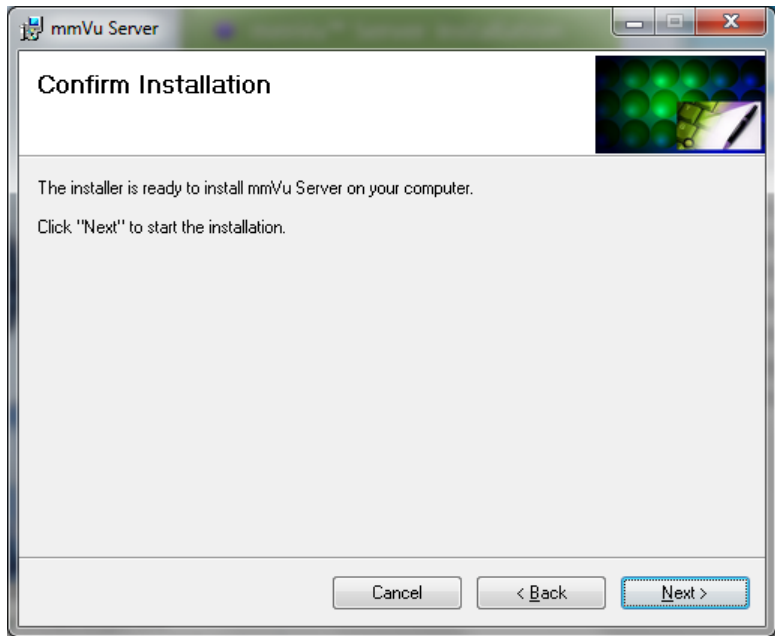 mmVu Server
Confirm Installation
The installer is ready to install mmVu Server on your computer.
Click "Next" to start the installation.
Cancel
< Back
Next >